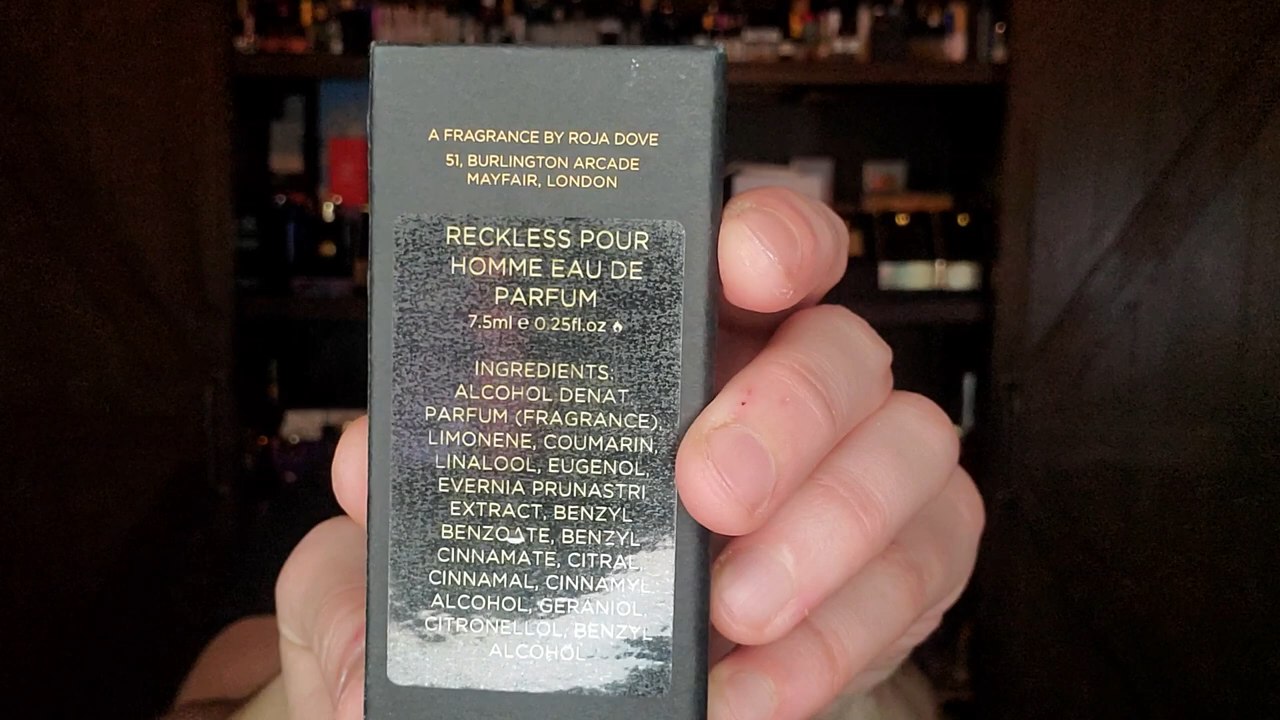 A FRAGRANCE BY ROJA DOVE
51, BURLINGTON ARCADE
MAYFAIR, LONDON
RECKLESS POUR
HOMME EAU DE
PARFUM
7.5ml ℮ 0.25fl.oz
INGREDIENTS:
ALCOHOL DENAT
PARFUM (FRAGRANCE),
LIMONENE, COUMARIN,
LINALOOL, EUGENOL,
EVERNIA PRUNASTRI
EXTRACT, BENZYL
BENZOATE, BENZYL
CINNAMATE, CITRAL,
CINNAMAL, CINNAMYL
ALCOHOL, GERANIOL,
CITRONELLOL, BENZYL
ALCOHOL